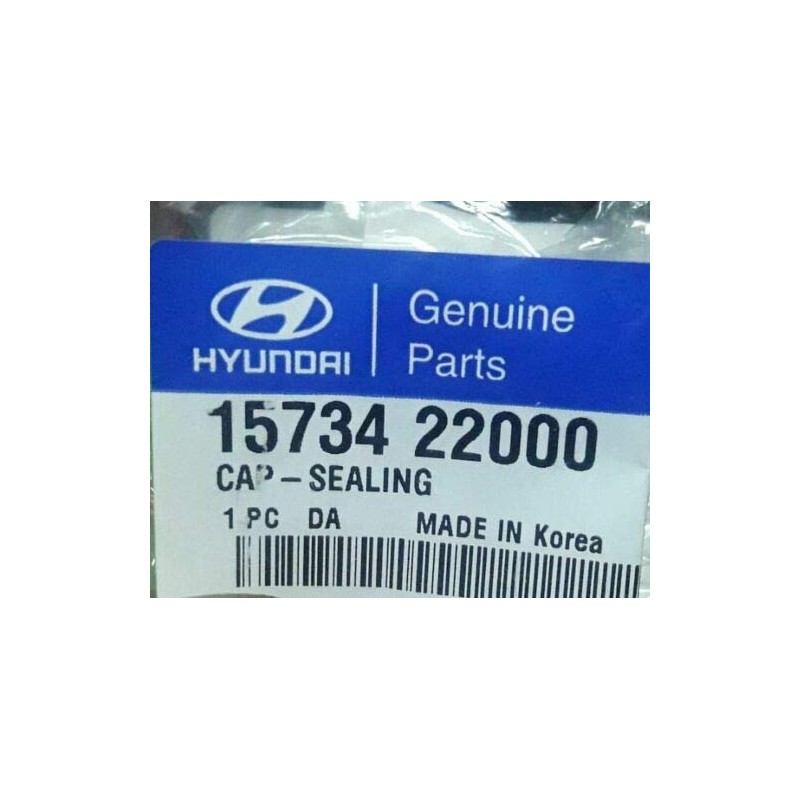 HYUNDAI
Genuine
Parts
15734 22000
CAP-SEALING
1 PC DA MADE IN Korea